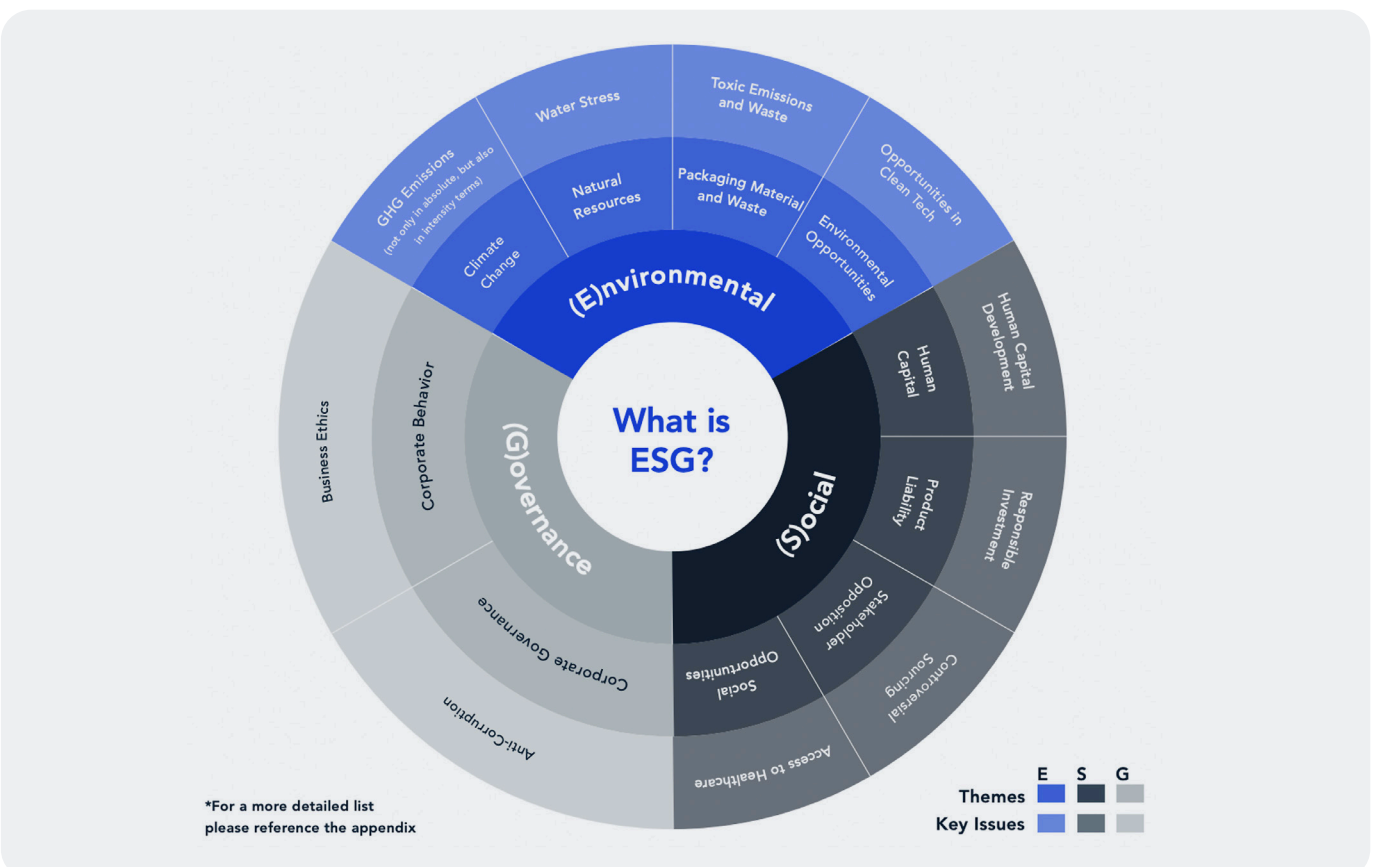 What is
ESG?
(E)nvironmental
Climate
Change
Natural
Resources
Packaging Material
and Waste
Environmental
Opportunities
GHG Emissions
(not only in absolute, but also
in intensity terms)
Water Stress
Toxic Emissions
and Waste
Opportunities in
Clean Tech
(S)ocial
Human
Capital
Product
Liability
Stakeholder
Opposition
Social
Opportunities
Human Capital
Development
Responsible
Investment
Controversial
Sourcing
Access to Healthcare
(G)overnance
Corporate Governance
Corporate Behavior
Anti-Corruption
Business Ethics
*For a more detailed list
please reference the appendix
E S G
Themes
Key Issues